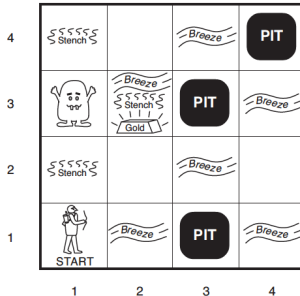 4
Stench
Breeze
PIT
3
Breeze
Stench
Gold
PIT
Breeze
2
Stench
Breeze
1
START
Breeze
PIT
Breeze
1 2 3 4